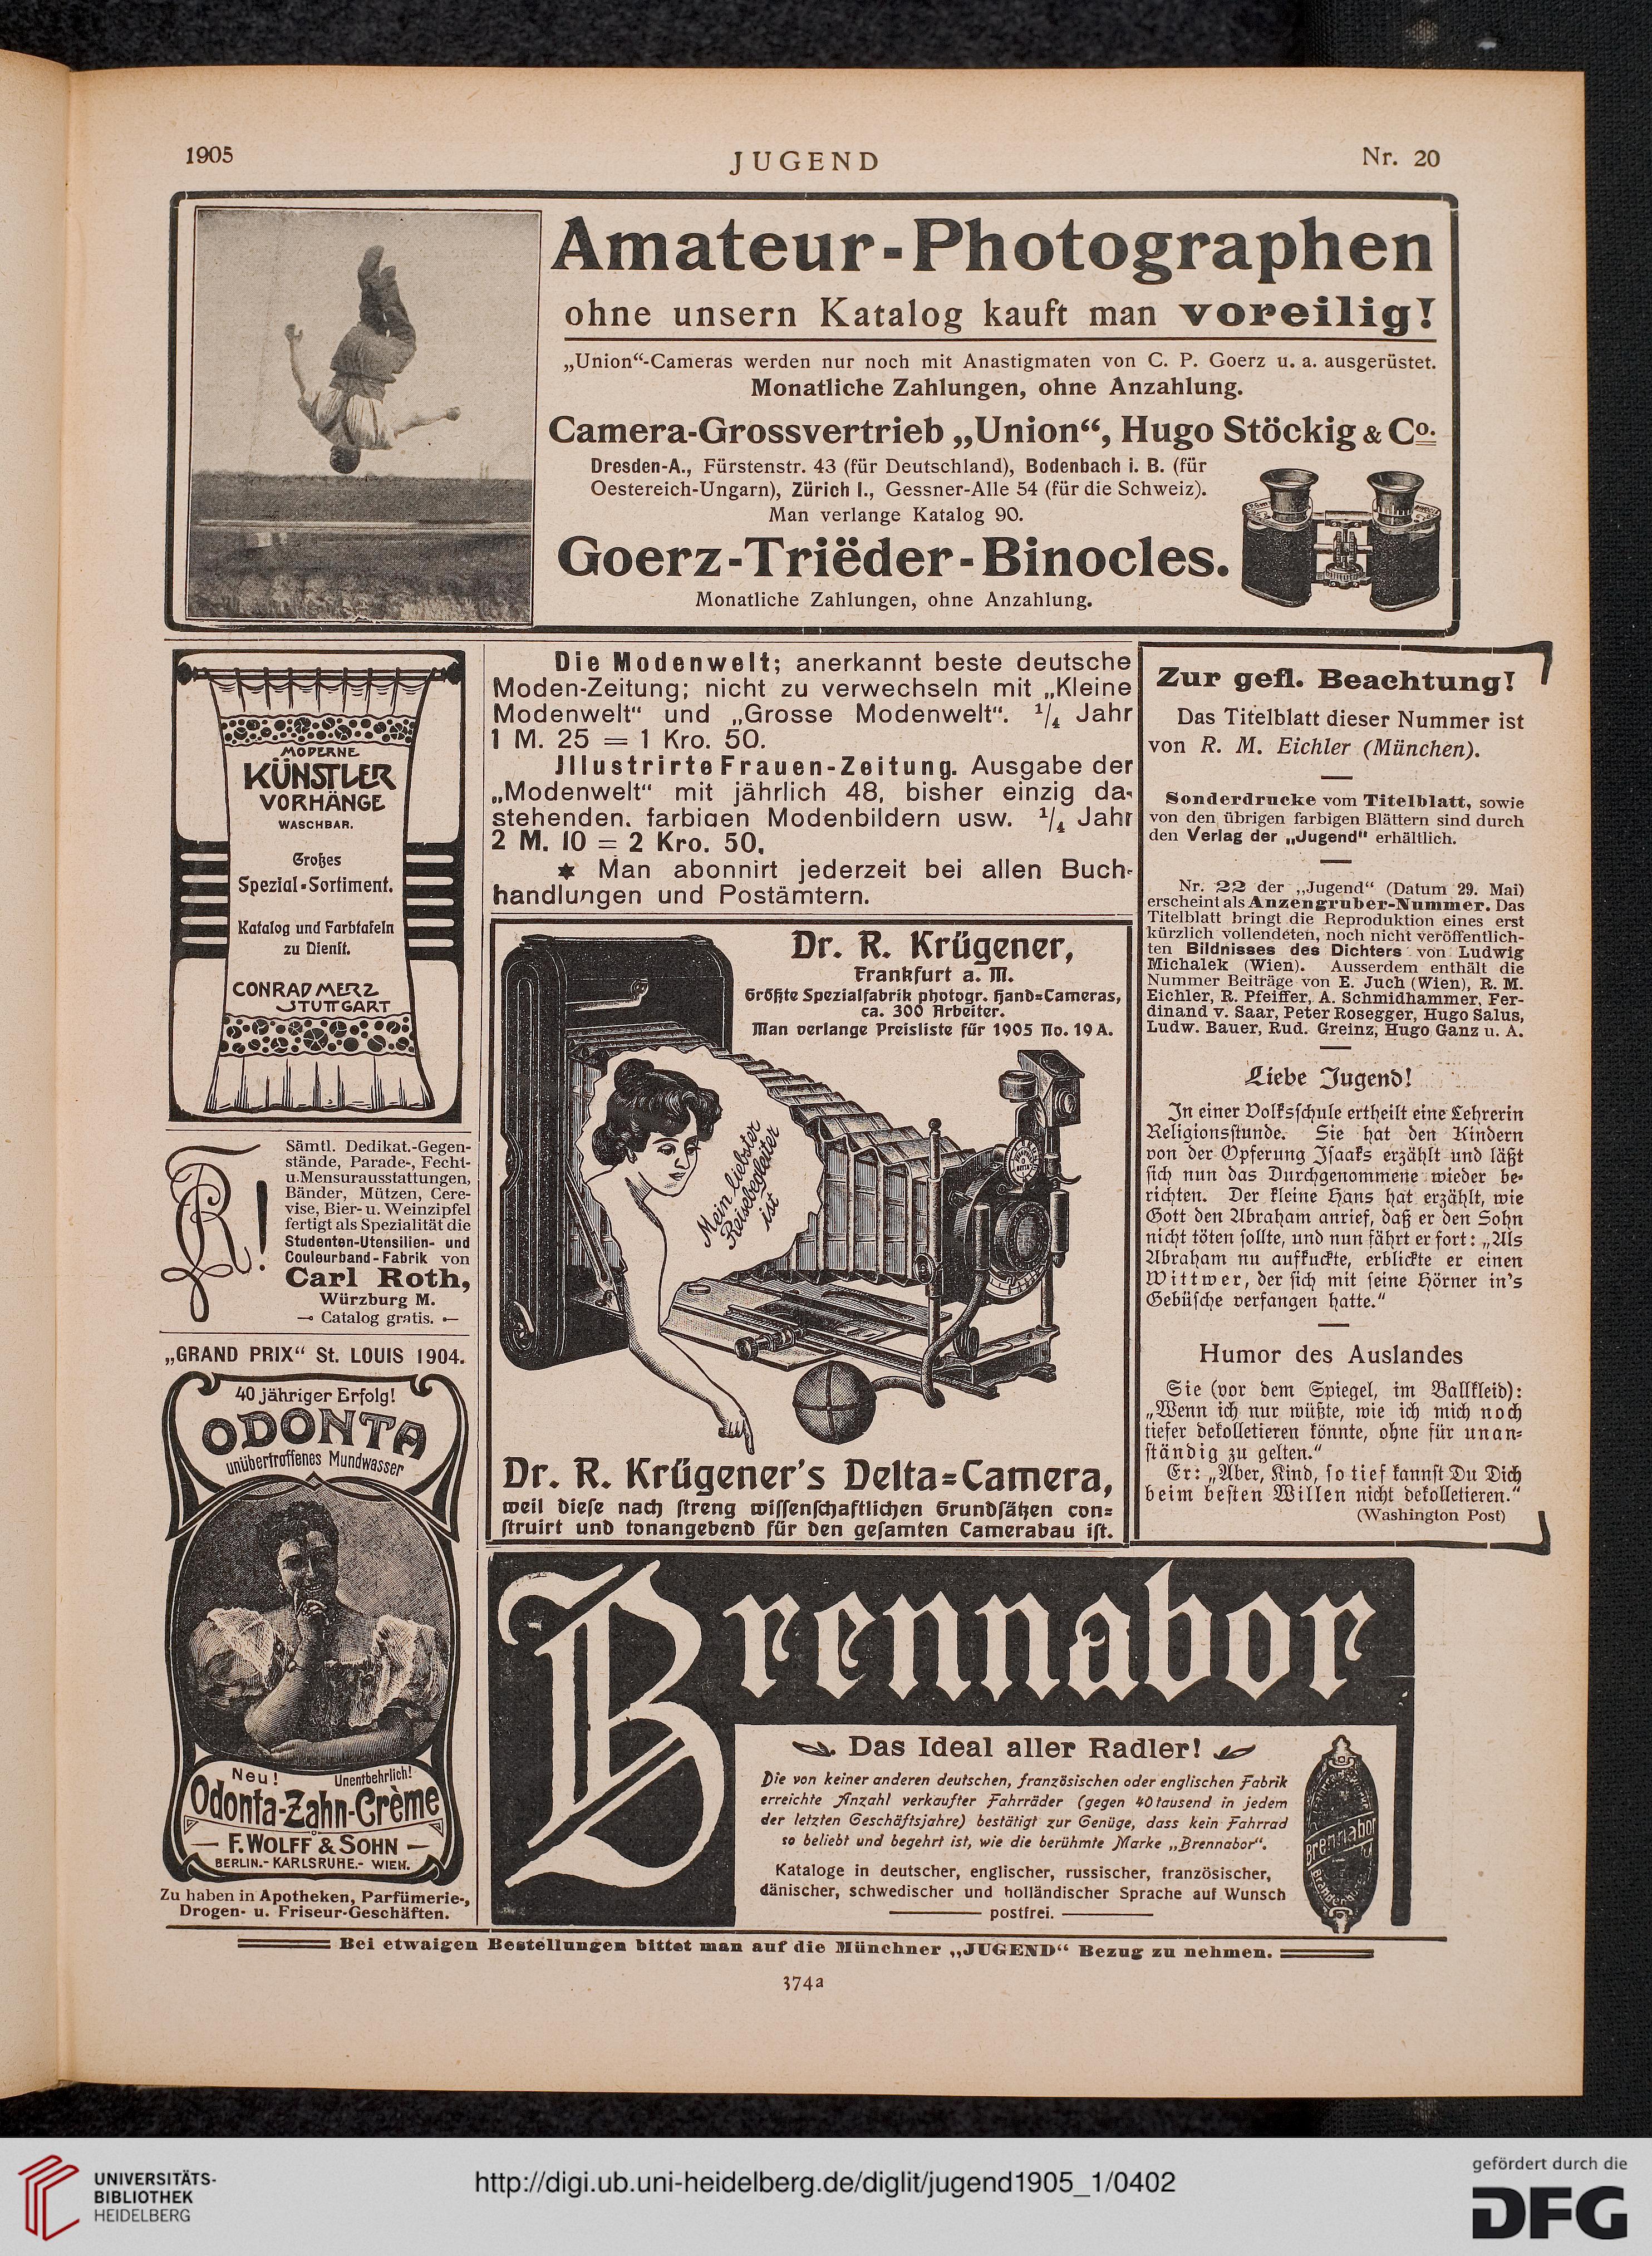 1905
JUGEND
Nr. 20
Amateur-Photographen
ohne unsern Katalog kauft man voreilig!
„Union“-Cameras werden nur noch mit Anastigmaten von C. P. Goerz u. a. ausgerüstet.
Monatliche Zahlungen, ohne Anzahlung.
Camera-Grossvertrieb „Union“, Hugo Stöckig & Co.
Dresden-A., Fürstenstr. 43 (für Deutschland), Bodenbach i. B. (für
Oestereich-Ungarn), Zürich I., Gessner-Alle 54 (für die Schweiz).
Man verlange Katalog 90.
Goerz-Triëder-Binocles.
Monatliche Zahlungen, ohne Anzahlung.
MODERNE
KÜNSTLER
VORHÄNGE
WASCHBAR.
Großes
Spezial-Sortiment.
Katalog und Farbtafeln
zu Dienst.
CONRAD MERZ
STUTTGART
Sämtl. Dedikat.-Gegen-
stände, Parade-, Fecht-
u. Mensurausstattungen,
Bänder, Mützen, Cere-
vise, Bier- u. Weinzipfel
fertigt als Spezialität die
Studenten-Utensilien- und
Couleurband-Fabrik von
Carl Roth,
Würzburg M.
Catalog gratis.
„GRAND PRIX“ St. LOUIS 1904.
40 jähriger Erfolg!
ODONTA
unübertroffenes Mundwasser
Neu! Unentbehrlich!
Odonta-Zahn-Crème
F. WOLFF & SOHN
BERLIN.- KARLSRUHE.- WIEN.
Zu haben in Apotheken, Parfümerie-,
Drogen- u. Friseur-Geschäften.
Die Modenwelt; anerkannt beste deutsche
Moden-Zeitung; nicht zu verwechseln mit „Kleine
Modenwelt“ und „Grosse Modenwelt“. 1/4 Jahr
1 M. 25 = 1 Kro. 50.
Jllustrirte Frauen-Zeitung. Ausgabe der
„Modenwelt“ mit jährlich 48, bisher einzig da-
stehenden, farbigen Modenbildern usw. 1/4 Jahr
2 M. 10 = 2 Kro. 50.
★ Man abonnirt jederzeit bei allen Buch-
handlungen und Postämtern.
Dr. R. Krügener,
Frankfurt a. M.
Größte Spezialfabrik photogr. Hand-Cameras,
ca. 300 Arbeiter.
Man verlange Preisliste für 1905 No. 19 A.
Mein liebster
Reisebegleiter
ist
Dr. R. Krügener's Delta-Camera,
weil diese nach streng wissenschaftlichen Grundsätzen con-
struirt und tonangebend für den gesamten Camerabau ist.
Zur gefl. Beachtung!
Das Titelblatt dieser Nummer ist
von R. M. Eichler (München).
Sonderdrucke vom Titelblatt, sowie
von den übrigen farbigen Blättern sind durch
den Verlag der „Jugend“ erhältlich.
Nr. 22 der „Jugend“ (Datum 29. Mai)
erscheint als Anzengruber-Nummer. Das
Titelblatt bringt die Reproduktion eines erst
kürzlich vollendeten, noch nicht veröffentlich-
ten Bildnisses des Dichters von Ludwig
Michalek (Wien). Ausserdem enthält die
Nummer Beiträge von E. Juch (Wien), R. M.
Eichler, R. Pfeiffer, A. Schmidhammer, Fer-
dinand v. Saar, Peter Rosegger, Hugo Salus,
Ludw. Bauer, Rud. Greinz, Hugo Ganz u. A.
Liebe Jugend!
In einer Volksschule ertheilt eine Lehrerin
Religionsstunde. Sie hat den Kindern
von der Opferung Isaaks erzählt und läßt
sich nun das Durchgenommene wieder be-
richten. Der kleine Hans hat erzählt, wie
Gott den Abraham anrief, daß er den Sohn
nicht töten sollte, und nun fährt er fort: „Als
Abraham nu aufkuckte, erblickte er einen
Wittwer, der sich mit seine Hörner in's
Gebüsche verfangen hatte.“
Humor des Auslandes
Sie (vor dem Spiegel, im Ballkleid):
„Wenn ich nur wüßte, wie ich mich noch
tiefer dekolletieren könnte, ohne für unan-
ständig zu gelten.“
Er: „Aber, Kind, so tief kannst Du Dich
beim besten Willen nicht dekolletieren.“
(Washington Post)
Brennabor
Das Ideal aller Radler!
Die von keiner anderen deutschen, französischen oder englischen Fabrik
erreichte Anzahl verkaufter Fahrräder (gegen 40 tausend in jedem
der letzten Geschäftsjahre) bestätigt zur Genüge, dass kein Fahrrad
so beliebt und begehrt ist, wie die berühmte Marke „Brennabor“.
Kataloge in deutscher, englischer, russischer, französischer,
dänischer, schwedischer und holländischer Sprache auf Wunsch
postfrei.
Brennabor
Bei etwaigen Bestellungen bittet man auf die Münchner „JUGEND“ Bezug zu nehmen.
374a
UNIVERSITÄTS-
BIBLIOTHEK
HEIDELBERG
http://digi.ub.uni-heidelberg.de/diglit/jugend1905_1/0402
gefördert durch die
DFG